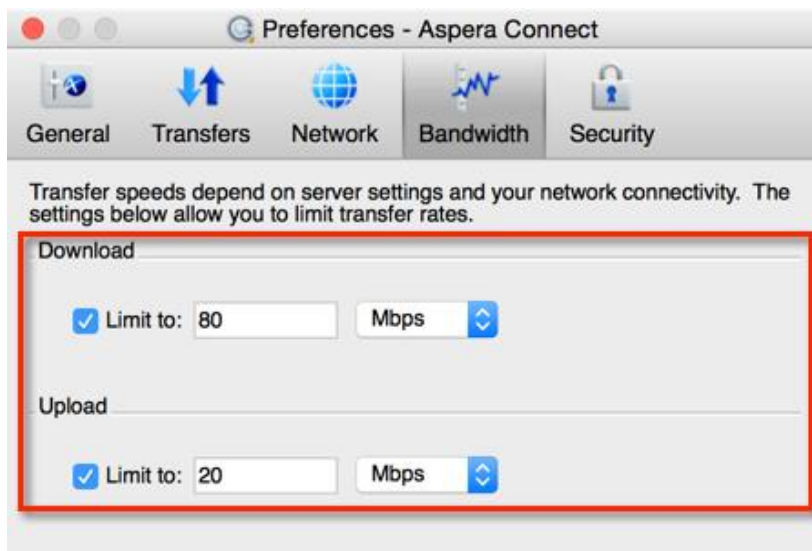 Preferences - Aspera Connect
General Transfers Network Bandwidth Security
Transfer speeds depend on server settings and your network connectivity. The
settings below allow you to limit transfer rates.
Download
Limit to: 80 Mbps
Upload
Limit to: 20 Mbps